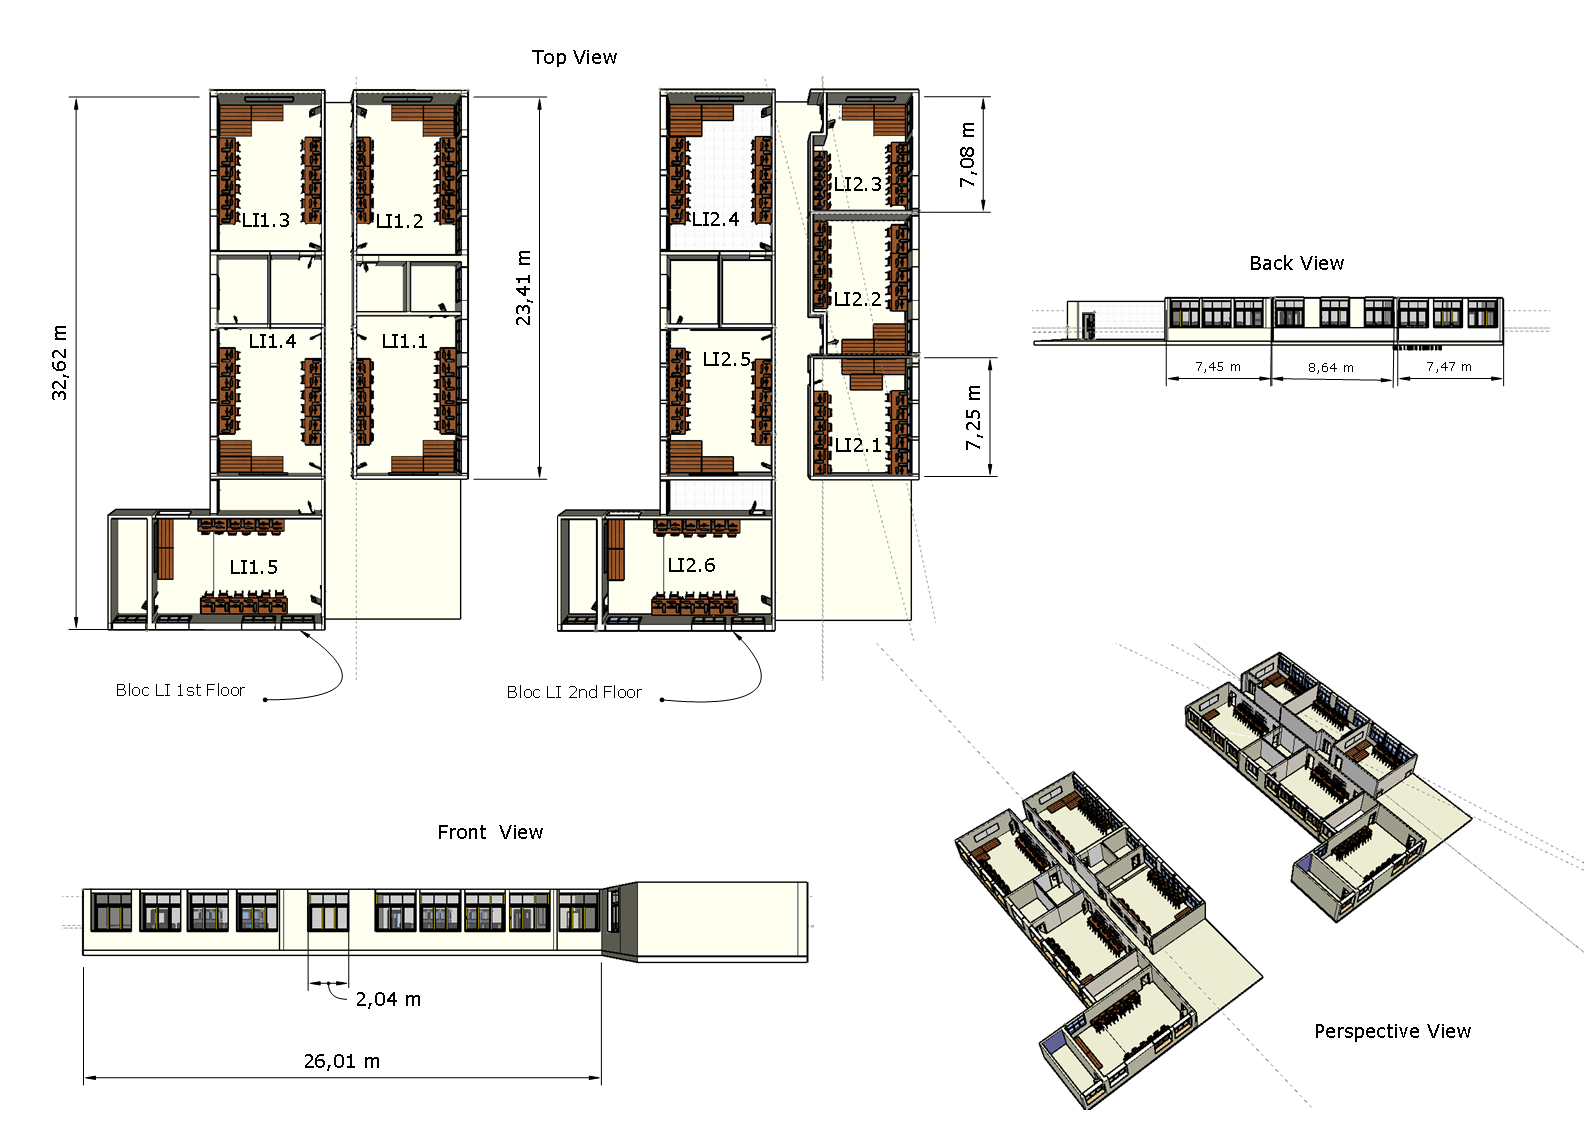 Top View
32,62 m
LI1.3
LI1.2
LI1.4
LI1.1
LI1.5
23,41 m
Bloc LI 1st Floor
LI2.4
LI2.3
LI2.2
LI2.5
LI2.1
LI2.6
7,08 m
7,25 m
Bloc LI 2nd Floor
Back View
7,45 m
8,64 m
7,47 m
Front View
2,04 m
26,01 m
Perspective View